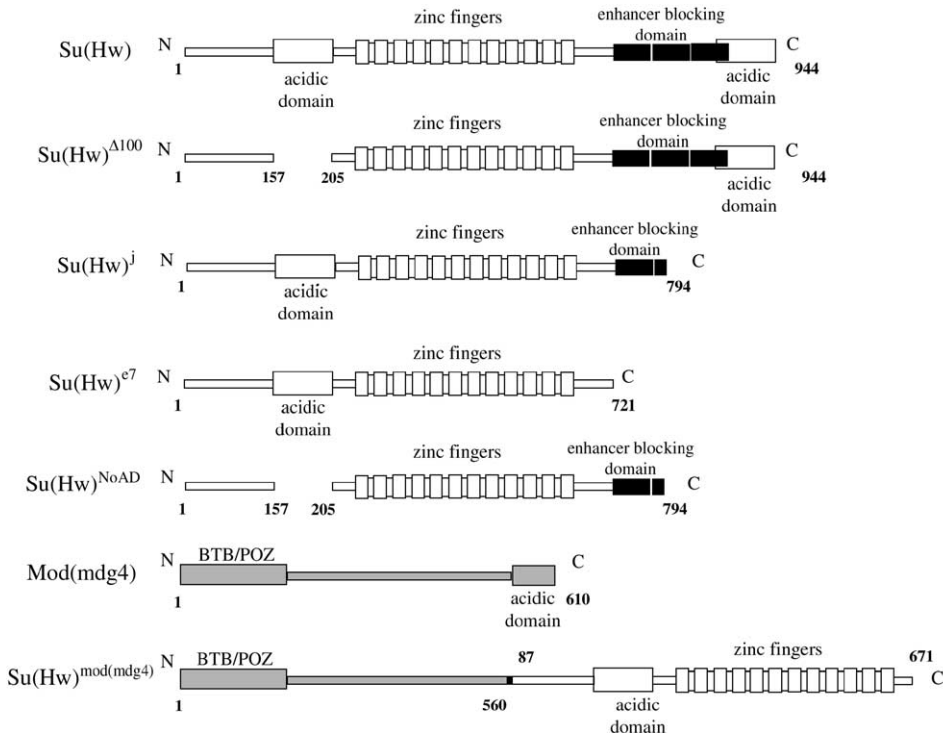 zinc fingers
enhancer blocking
domain
Su(Hw) N C
1 acidic
domain
acidic
domain
944
zinc fingers
enhancer blocking
domain
Su(Hw)Δ100 N C
1 157 205 944
acidic
domain
zinc fingers
enhancer blocking
domain
Su(Hw)j N C
1 794
acidic
domain
zinc fingers
Su(Hw)e7 N C
1 721
acidic
domain
zinc fingers
enhancer blocking
domain
Su(Hw)NoAD N C
1 157 205 794
BTB/POZ
Mod(mdg4) N C
1 acidic
domain
610
BTB/POZ 87 zinc fingers 671
Su(Hw)mod(mdg4) N C
1 560 acidic
domain